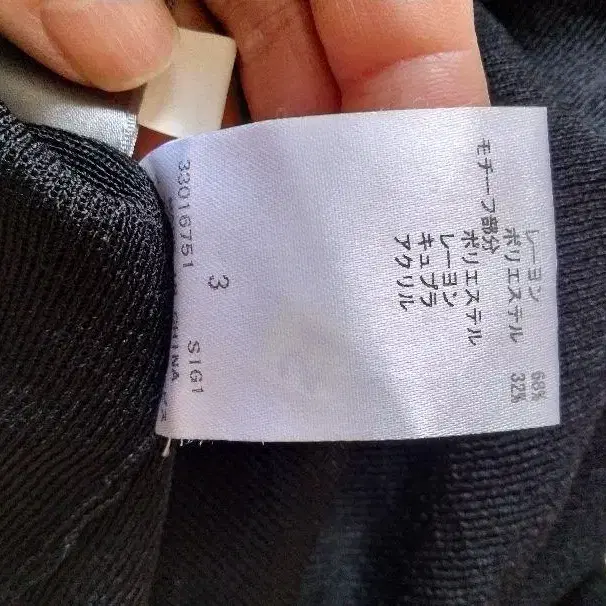 レーヨン 68%
ポリエステル 32%
モチーフ部分
ポリエステル
レーヨン
キュプラ
アクリル
3
33016751 SIG1
CHINA